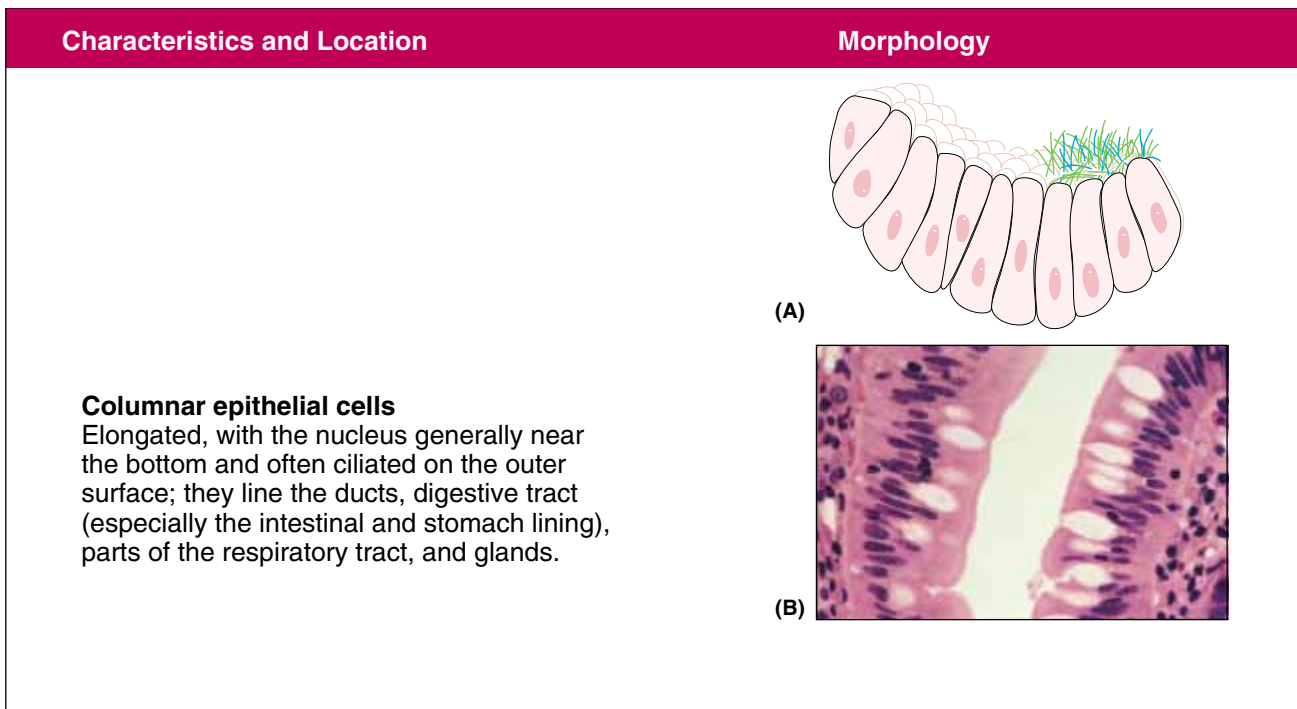 Characteristics and Location
Morphology
(A)
Columnar epithelial cells
Elongated, with the nucleus generally near
the bottom and often ciliated on the outer
surface; they line the ducts, digestive tract
(especially the intestinal and stomach lining),
parts of the respiratory tract, and glands.
(B)